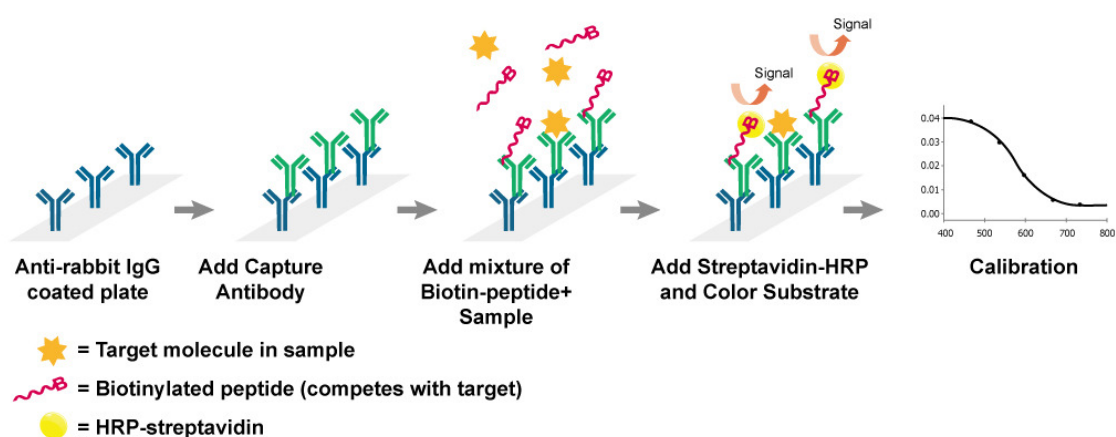 Signal
Signal
B
B
B
B
B
B
0.04
0.03
0.02
0.01
0.00
400 500 600 700 800
Anti-rabbit IgG
coated plate
Add Capture
Antibody
Add mixture of
Biotin-peptide+
Sample
Add Streptavidin-HRP
and Color Substrate
Calibration
= Target molecule in sample
B
= Biotinylated peptide (competes with target)
= HRP-streptavidin